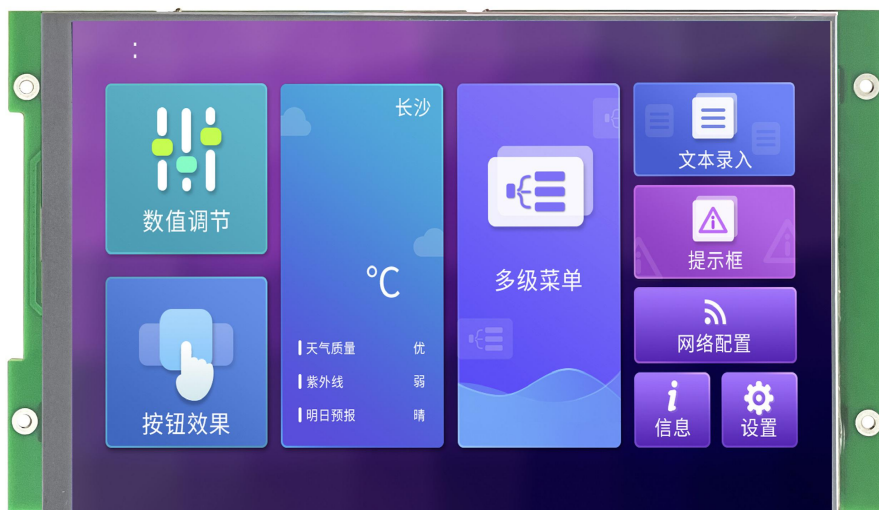 :
数值调节
按钮效果
长沙
℃
天气质量 优
紫外线 弱
明日预报 晴
多级菜单
文本录入
提示框
网络配置
信息
设置